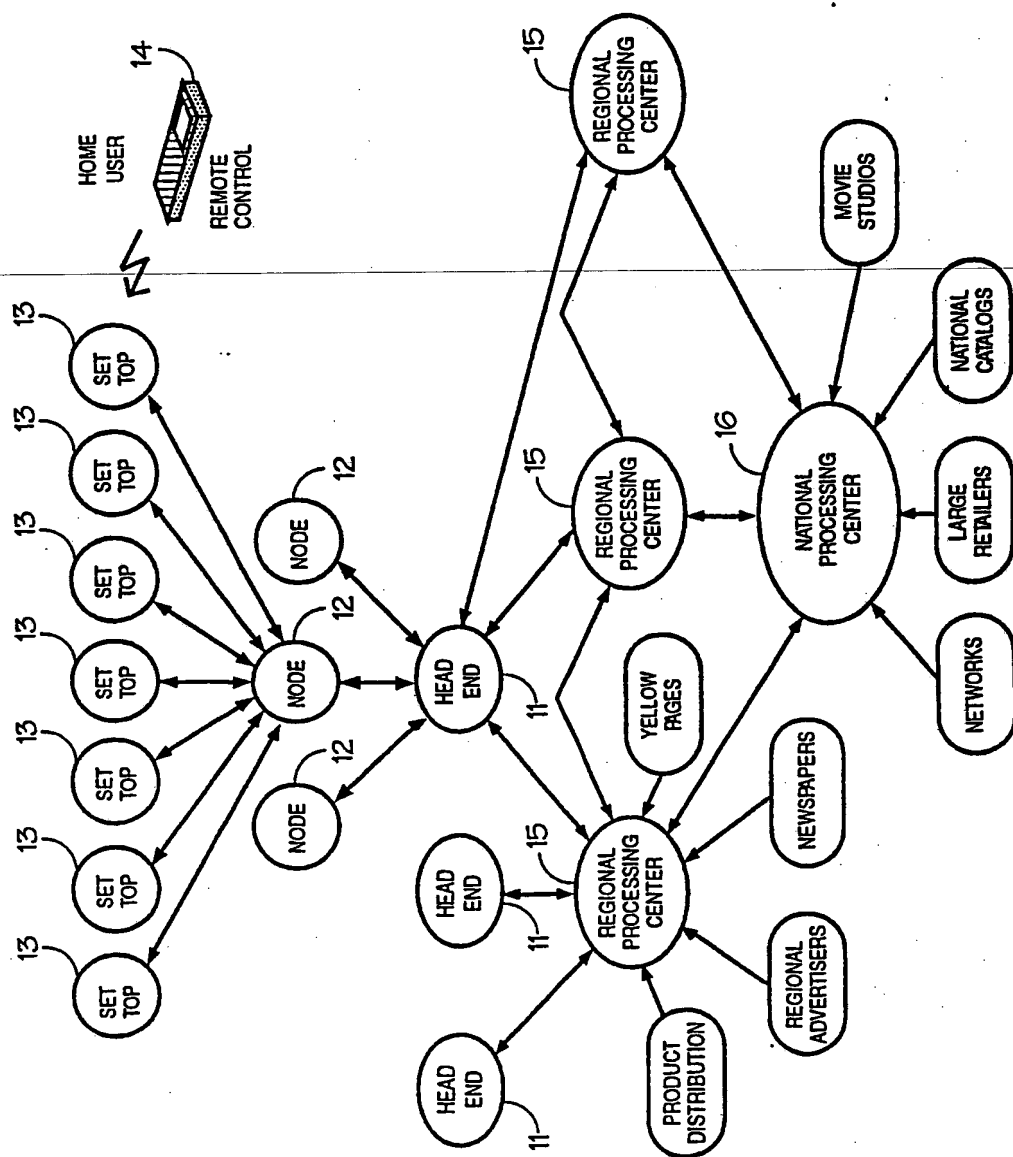 HOME
USER
14
REMOTE
CONTROL
13
SET
TOP
13
SET
TOP
13
SET
TOP
13
SET
TOP
13
SET
TOP
13
SET
TOP
13
SET
TOP
12
NODE
12
NODE
12
NODE
HEAD
END
11
HEAD
END
11
HEAD
END
11
15
REGIONAL
PROCESSING
CENTER
15
REGIONAL
PROCESSING
CENTER
15
REGIONAL
PROCESSING
CENTER
YELLOW
PAGES
PRODUCT
DISTRIBUTION
REGIONAL
ADVERTISERS
NEWSPAPERS
16
NATIONAL
PROCESSING
CENTER
NETWORKS
LARGE
RETAILERS
NATIONAL
CATALOGS
MOVIE
STUDIOS